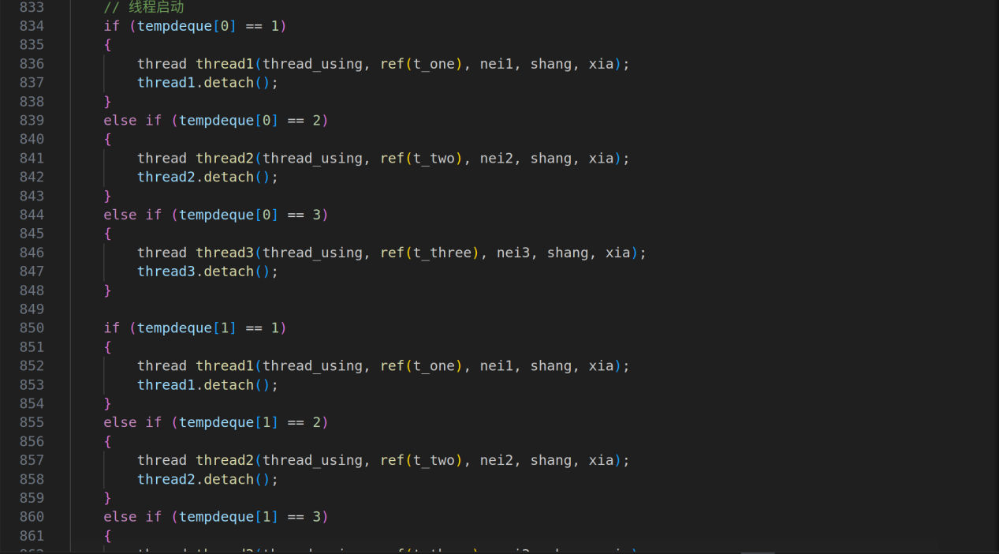 833 // 线程启动
834 if (tempdeque[0] == 1)
835 {
836 thread thread1(thread_using, ref(t_one), nei1, shang, xia);
837 thread1.detach();
838 }
839 else if (tempdeque[0] == 2)
840 {
841 thread thread2(thread_using, ref(t_two), nei2, shang, xia);
842 thread2.detach();
843 }
844 else if (tempdeque[0] == 3)
845 {
846 thread thread3(thread_using, ref(t_three), nei3, shang, xia);
847 thread3.detach();
848 }
849
850 if (tempdeque[1] == 1)
851 {
852 thread thread1(thread_using, ref(t_one), nei1, shang, xia);
853 thread1.detach();
854 }
855 else if (tempdeque[1] == 2)
856 {
857 thread thread2(thread_using, ref(t_two), nei2, shang, xia);
858 thread2.detach();
859 }
860 else if (tempdeque[1] == 3)
861 {